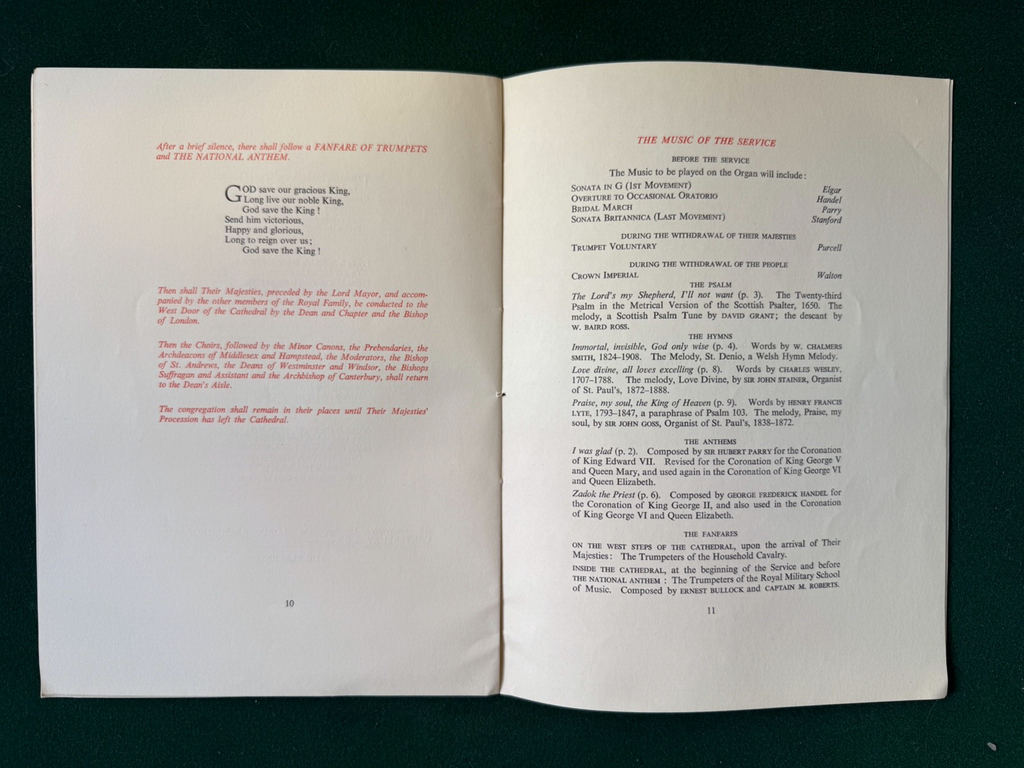 After a brief silence, there shall follow a FANFARE OF TRUMPETS
and THE NATIONAL ANTHEM.
GOD save our gracious King,
Long live our noble King,
God save the King !
Send him victorious,
Happy and glorious,
Long to reign over us;
God save the King !
Then shall Their Majesties, preceded by the Lord Mayor, and accom-
panied by the other members of the Royal Family, be conducted to the
West Door of the Cathedral by the Dean and Chapter and the Bishop
of London.
Then the Choirs, followed by the Minor Canons, the Prebendaries, the
Archdeacons of Middlesex and Hampstead, the Moderators, the Bishop
of St. Andrews, the Deans of Westminster and Windsor, the Bishops
Suffragan and Assistant and the Archbishop of Canterbury, shall return
to the Dean's Aisle.
The congregation shall remain in their places until Their Majesties'
Procession has left the Cathedral.
10
THE MUSIC OF THE SERVICE
BEFORE THE SERVICE
The Music to be played on the Organ will include:
SONATA IN G (1ST MOVEMENT) Elgar
OVERTURE TO OCCASIONAL ORATORIO Handel
BRIDAL MARCH Parry
SONATA BRITANNICA (LAST MOVEMENT) Stanford
DURING THE WITHDRAWAL OF THEIR MAJESTIES
TRUMPET VOLUNTARY Purcell
DURING THE WITHDRAWAL OF THE PEOPLE
CROWN IMPERIAL Walton
THE PSALM
The Lord's my Shepherd, I'll not want (p. 3). The Twenty-third
Psalm in the Metrical Version of the Scottish Psalter, 1650. The
melody, a Scottish Psalm Tune by DAVID GRANT; the descant by
W. BAIRD ROSS.
THE HYMNS
Immortal, invisible, God only wise (p. 4). Words by W. CHALMERS
SMITH, 1824-1908. The Melody, St. Denio, a Welsh Hymn Melody.
Love divine, all loves excelling (p. 8). Words by CHARLES WESLEY,
1707-1788. The melody, Love Divine, by SIR JOHN STAINER, Organist
of St. Paul's, 1872-1888.
Praise, my soul, the King of Heaven (p. 9). Words by HENRY FRANCIS
LYTE, 1793-1847, a paraphrase of Psalm 103. The melody, Praise, my
soul, by SIR JOHN GOSS, Organist of St. Paul's, 1838-1872.
THE ANTHEMS
I was glad (p. 2). Composed by SIR HUBERT PARRY for the Coronation
of King Edward VII. Revised for the Coronation of King George V
and Queen Mary, and used again in the Coronation of King George VI
and Queen Elizabeth.
Zadok the Priest (p. 6). Composed by GEORGE FREDERICK HANDEL for
the Coronation of King George II, and also used in the Coronation
of King George VI and Queen Elizabeth.
THE FANFARES
ON THE WEST STEPS OF THE CATHEDRAL, upon the arrival of Their
Majesties: The Trumpeters of the Household Cavalry.
INSIDE THE CATHEDRAL, at the beginning of the Service and before
THE NATIONAL ANTHEM : The Trumpeters of the Royal Military School
of Music. Composed by ERNEST BULLOCK and CAPTAIN M. ROBERTS.
11